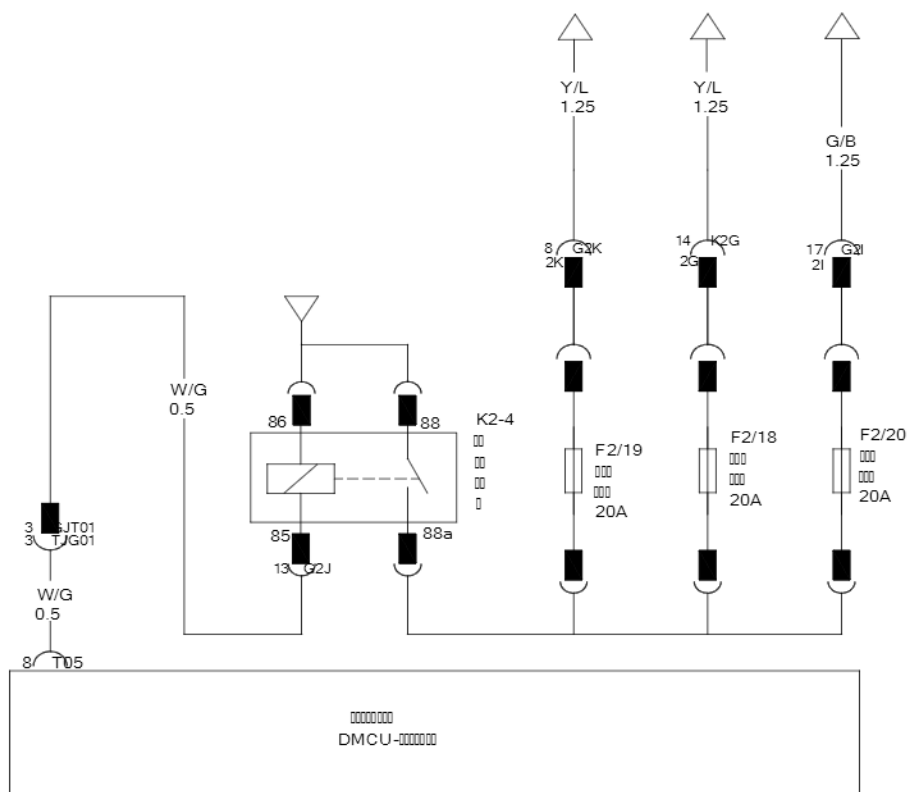 Y/L
1.25
Y/L
1.25
G/B
1.25
8 G2K
2K
14 K2G
2G
17 G2I
2I
W/G
0.5
86
88
K2-4
F2/19
20A
F2/18
20A
F2/20
20A
3 GJT01
3 TJG01
85
88a
13 G2J
W/G
0.5
8 T05
DMCU-